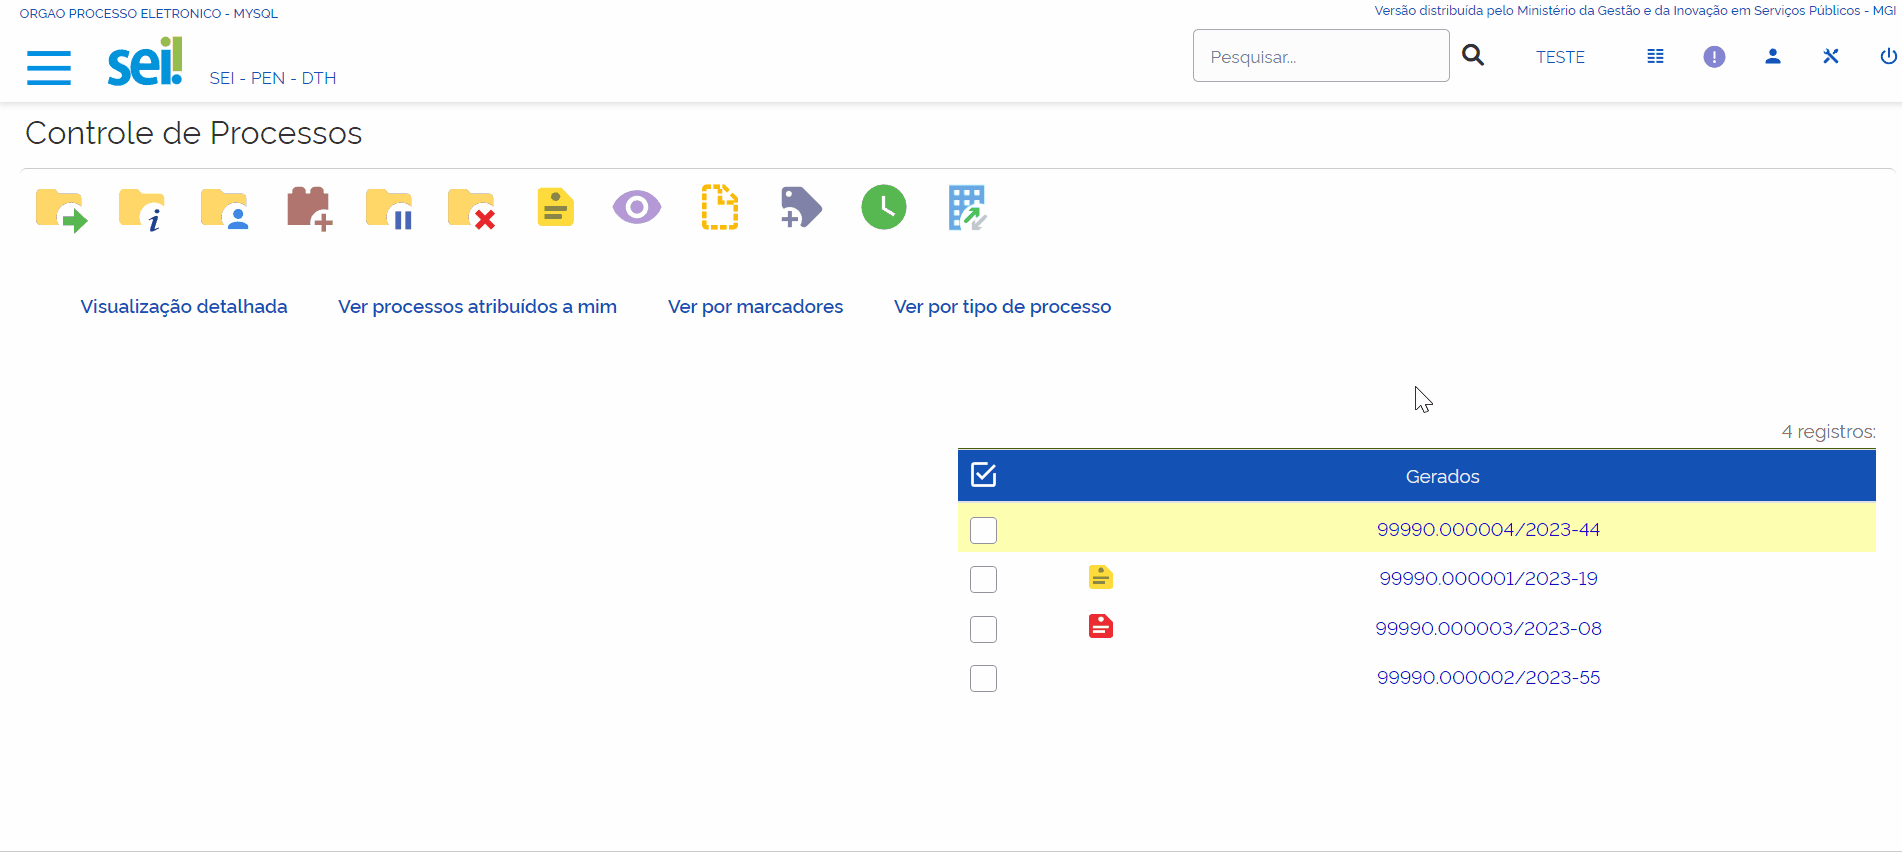 ORGAO PROCESSO ELETRONICO - MYSQL
Versão distribuída pelo Ministério da Gestão e da Inovação em Serviços Públicos - MGI
sei!
SEI - PEN - DTH
Pesquisar...
TESTE
Controle de Processos
Visualização detalhada
Ver processos atribuídos a mim
Ver por marcadores
Ver por tipo de processo
4 registros:
Gerados
99990.000004/2023-44
99990.000001/2023-19
99990.000003/2023-08
99990.000002/2023-55